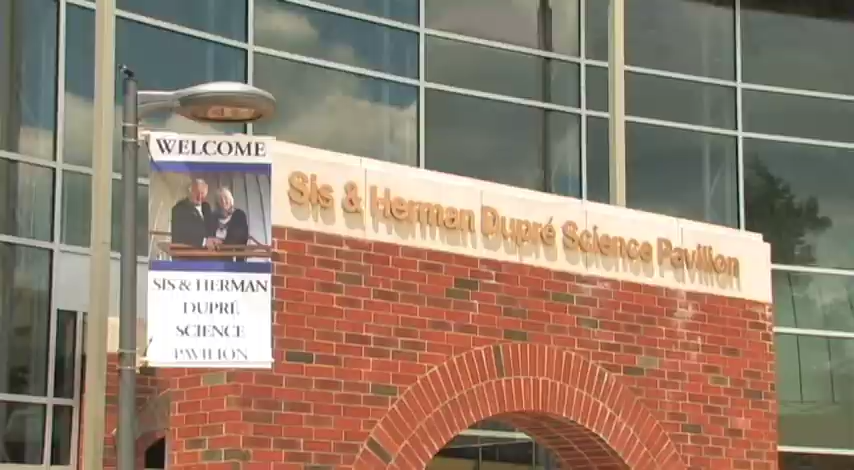 WELCOME
SIS & HERMAN
DUPRÉ
SCIENCE
PAVILION
Sis & Herman Dupré Science Pavilion